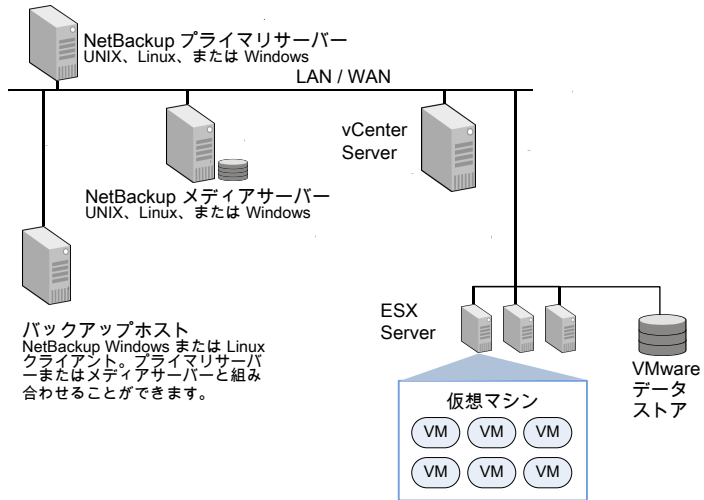 NetBackup プライマリサーバー
UNIX、Linux、または Windows
LAN / WAN
vCenter
Server
NetBackup メディアサーバー
UNIX、Linux、または Windows
バックアップホスト
NetBackup Windows または Linux
クライアント。プライマリサーバ
ーまたはメディアサーバーと組み
合わせることができます。
ESX
Server
VMware
データ
ストア
仮想マシン
VM VM VM
VM VM VM